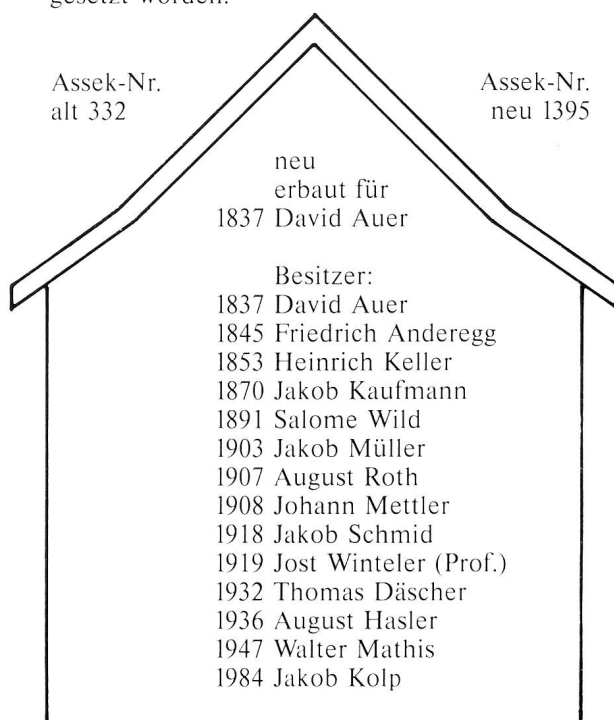 gesetzt worden.
Assek-Nr.
alt 332
Assek-Nr.
neu 1395
neu
erbaut für
1837 David Auer
Besitzer:
1837 David Auer
1845 Friedrich Anderegg
1853 Heinrich Keller
1870 Jakob Kaufmann
1891 Salome Wild
1903 Jakob Müller
1907 August Roth
1908 Johann Mettler
1918 Jakob Schmid
1919 Jost Winteler (Prof.)
1932 Thomas Däscher
1936 August Hasler
1947 Walter Mathis
1984 Jakob Kolp